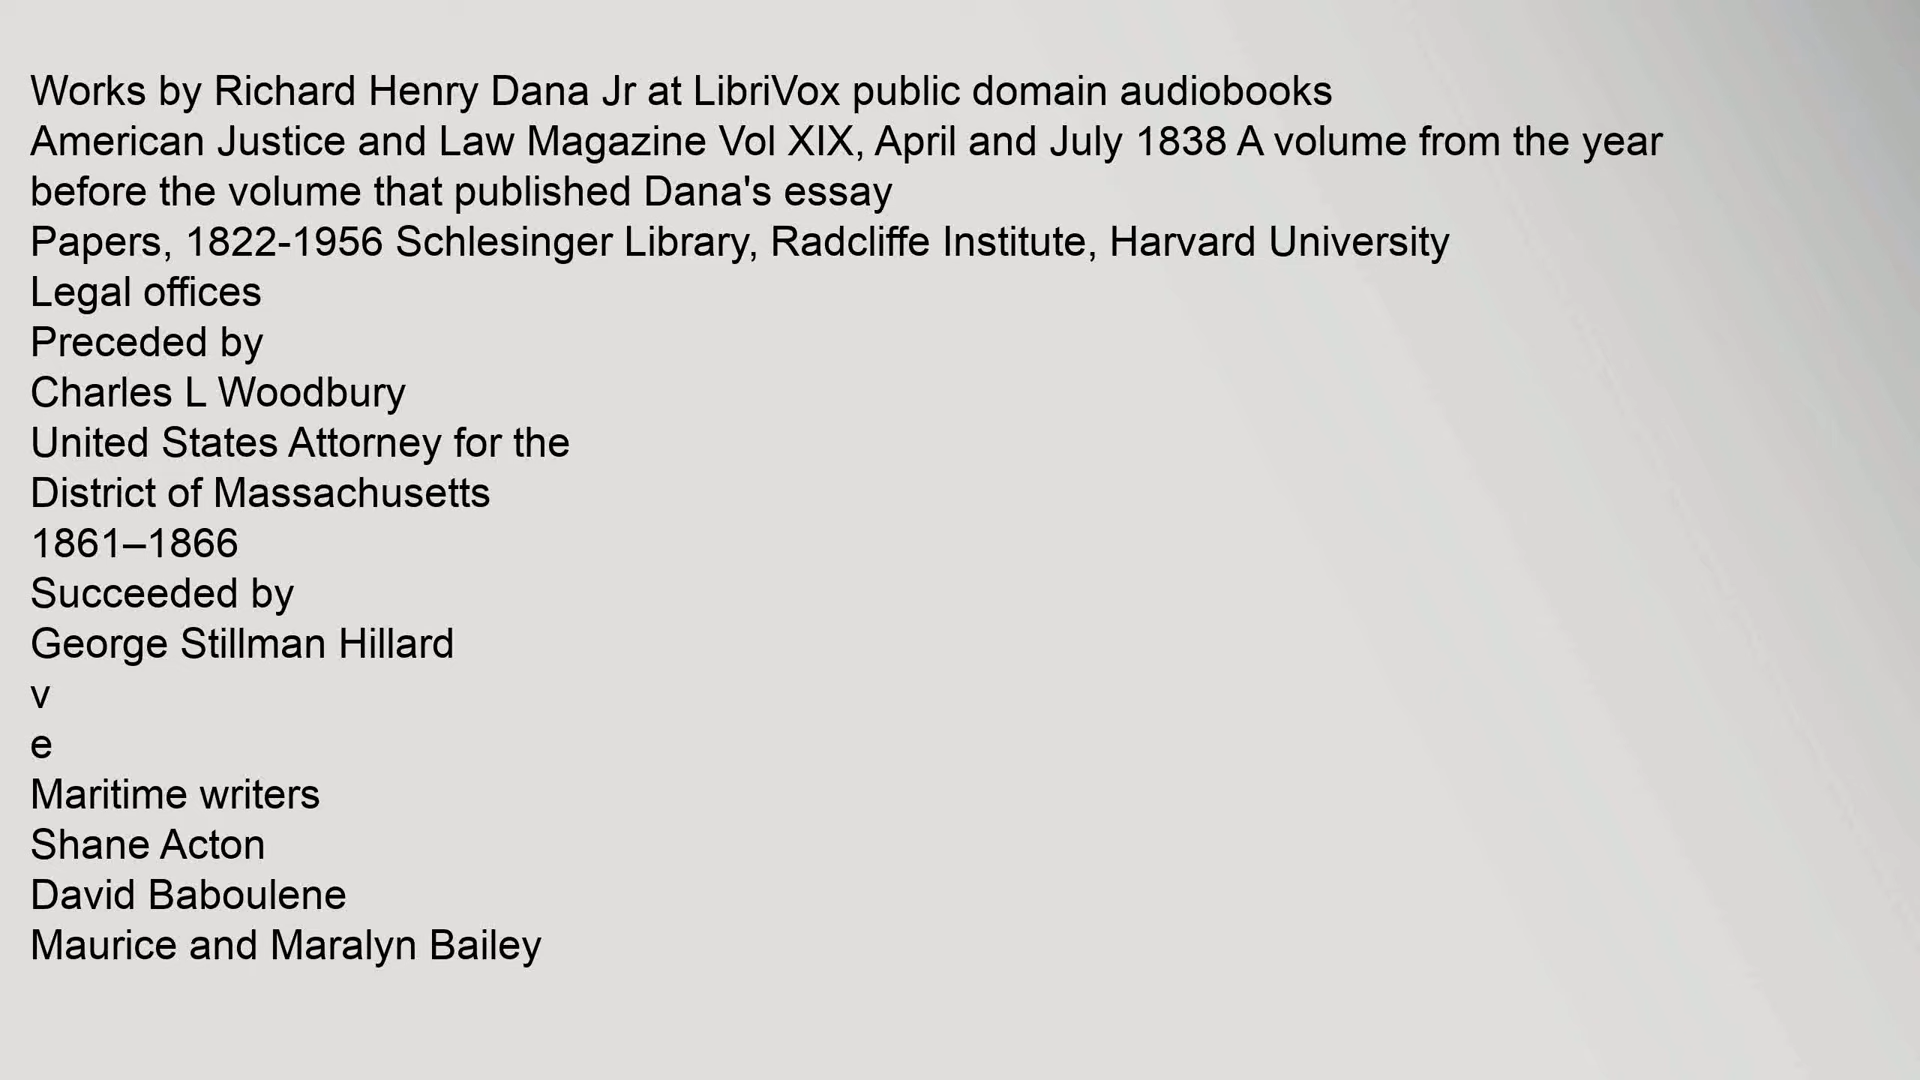 Works by Richard Henry Dana Jr at LibriVox public domain audiobooks
American Justice and Law Magazine Vol XIX, April and July 1838 A volume from the year
before the volume that published Dana's essay
Papers, 1822-1956 Schlesinger Library, Radcliffe Institute, Harvard University
Legal offices
Preceded by
Charles L Woodbury
United States Attorney for the
District of Massachusetts
1861–1866
Succeeded by
George Stillman Hillard
v
e
Maritime writers
Shane Acton
David Baboulene
Maurice and Maralyn Bailey